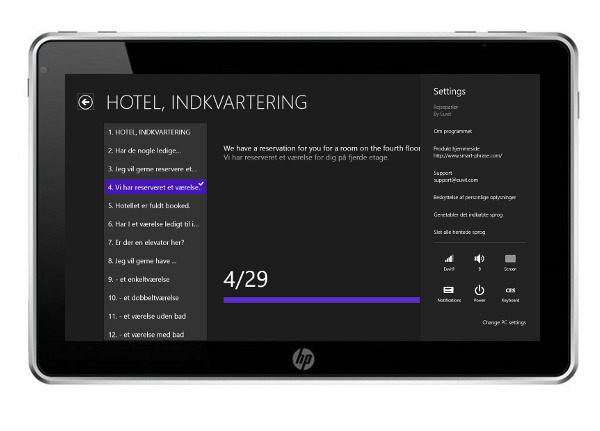 HOTEL, INDKVARTERING
1. HOTEL, INDKVARTERING
2. Har de nogle ledige...
3. Jeg vil gerne reservere et...
4. Vi har reserveret et værelse.
5. Hotellet er fuldt booked.
6. Har I et værelse ledigt til i...
7. Er der en elevator her?
8. Jeg vil gerne have ...
9. - et enkeltværelse
10. - et dobbeltværelse
11. - et værelse uden bad
12. - et værelse med bad
We have a reservation for you for a room on the fourth floor
Vi har reserveret et værelse for dig på fjerde etage.
4/29
Settings
Rejseparlør
By Euvit
Om programmet
Produkt hjemmeside
http://www.smart-phrase.com/
Support
support@euvit.com
Beskyttelse af personlige oplysninger
Genetabler det indkøbte sprog
Slet alle hentede sprog
Screen
Notifications
Power
Keyboard
Change PC settings
hp